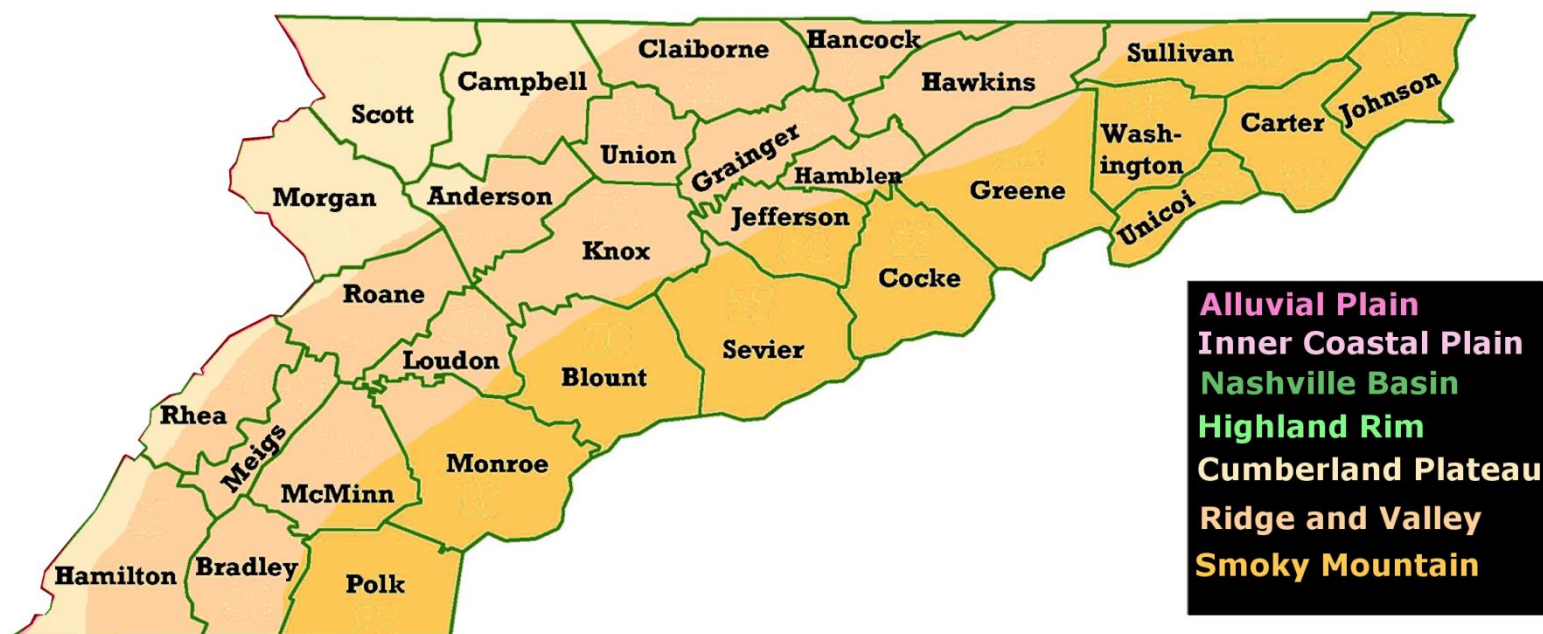 Claiborne
Hancock
Sullivan
Campbell
Hawkins
Johnson
Scott
Carter
Wash-
ington
Union
Grainger
Hamblen
Morgan
Anderson
Greene
Unicoi
Jefferson
Knox
Cocke
Roane
Loudon
Sevier
Blount
Rhea
Meigs
Monroe
McMinn
Hamilton
Bradley
Polk
Alluvial Plain
Inner Coastal Plain
Nashville Basin
Highland Rim
Cumberland Plateau
Ridge and Valley
Smoky Mountain